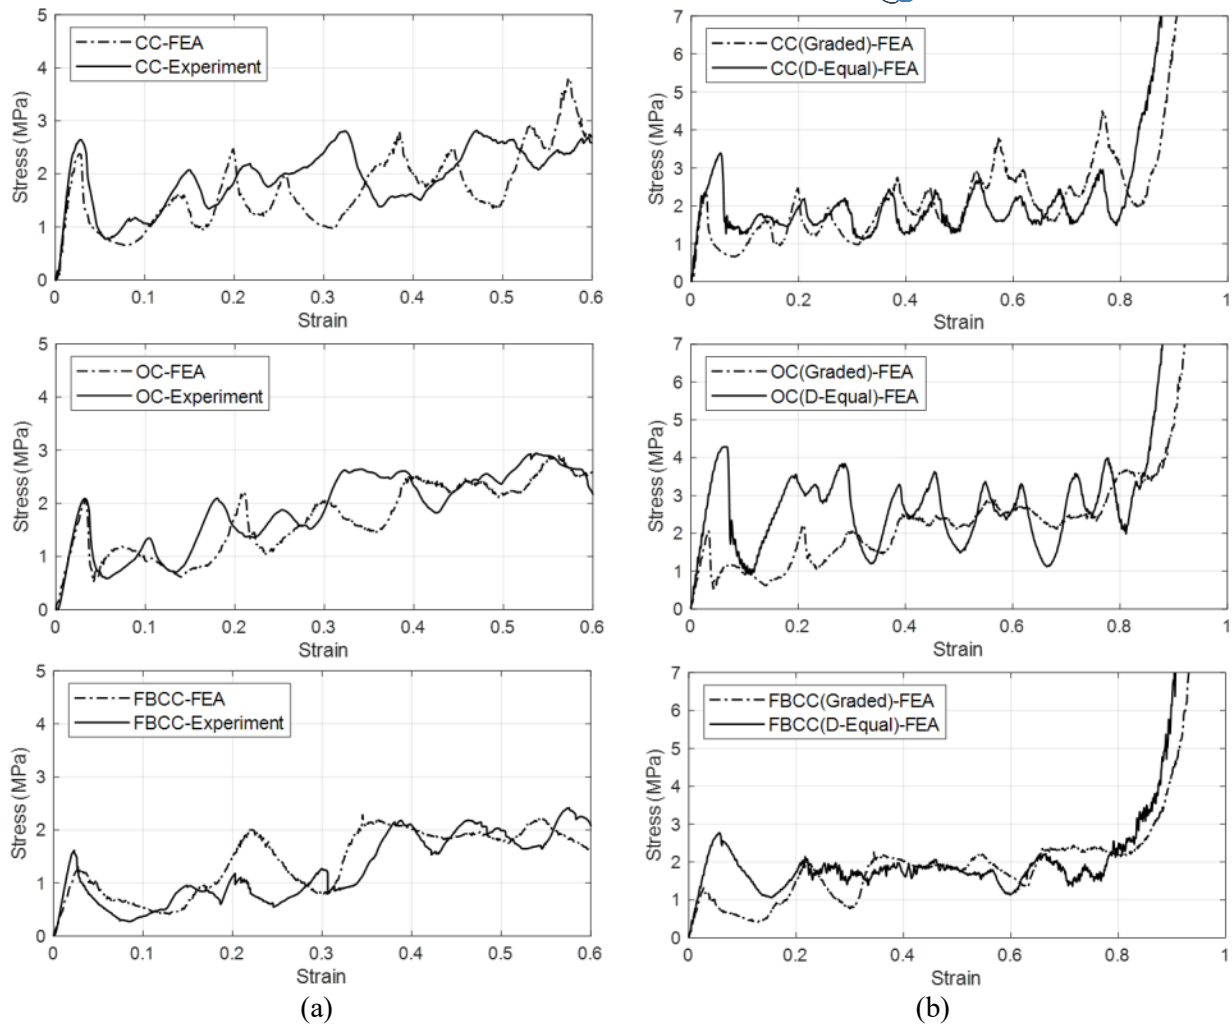 5
4
3
2
1
0
Stress (MPa)
CC-FEA
CC-Experiment
0 0.1 0.2 0.3 0.4 0.5 0.6
Strain
7
6
5
4
3
2
1
0
Stress (MPa)
CC(Graded)-FEA
CC(D-Equal)-FEA
0 0.2 0.4 0.6 0.8 1
Strain
5
4
3
2
1
0
Stress (MPa)
OC-FEA
OC-Experiment
0 0.1 0.2 0.3 0.4 0.5 0.6
Strain
7
6
5
4
3
2
1
0
Stress (MPa)
OC(Graded)-FEA
OC(D-Equal)-FEA
0 0.2 0.4 0.6 0.8 1
Strain
5
4
3
2
1
0
Stress (MPa)
FBCC-FEA
FBCC-Experiment
0 0.1 0.2 0.3 0.4 0.5 0.6
Strain
7
6
5
4
3
2
1
0
Stress (MPa)
FBCC(Graded)-FEA
FBCC(D-Equal)-FEA
0 0.2 0.4 0.6 0.8 1
Strain
(a)
(b)